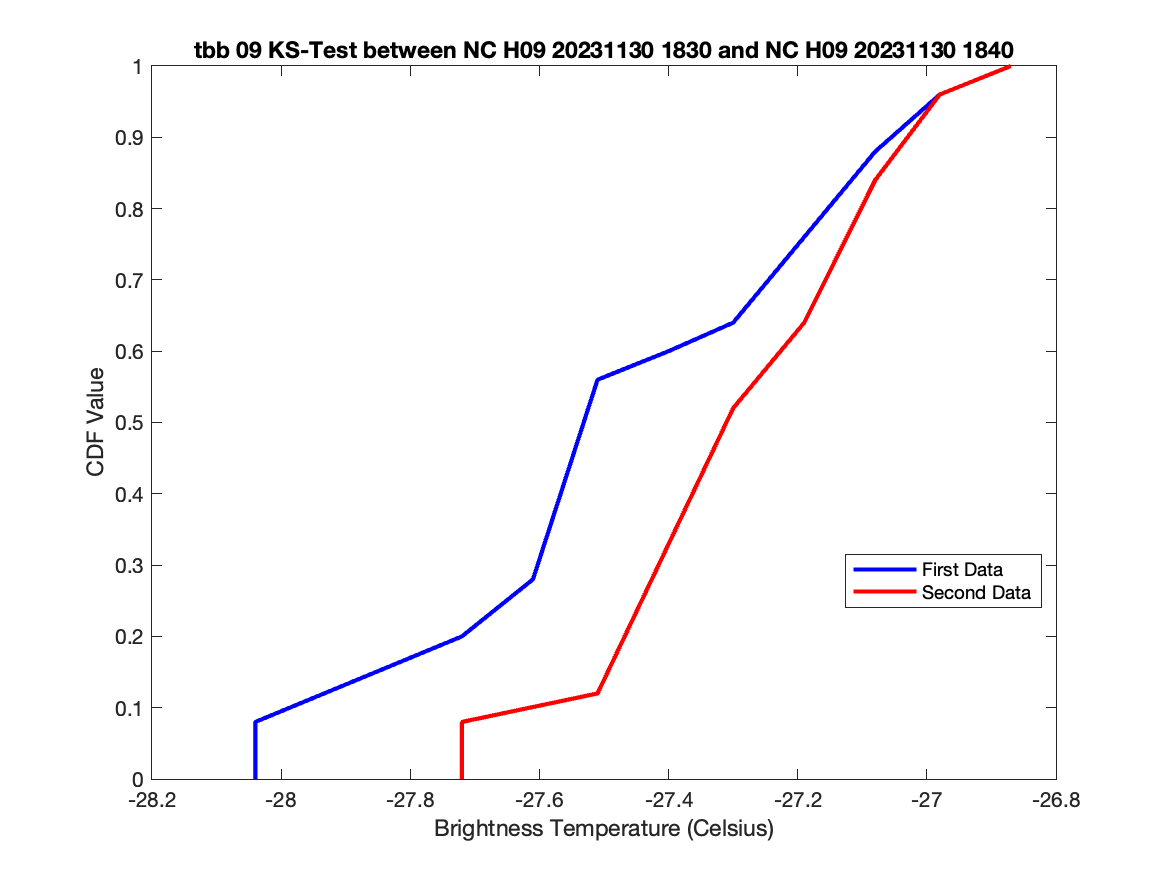 tbb 09 KS-Test between NC H09 20231130 1830 and NC H09 20231130 1840
1
0.9
0.8
0.7
0.6
0.5
0.4
0.3
0.2
0.1
0
CDF Value
First Data
Second Data
-28.2 -28 -27.8 -27.6 -27.4 -27.2 -27 -26.8
Brightness Temperature (Celsius)